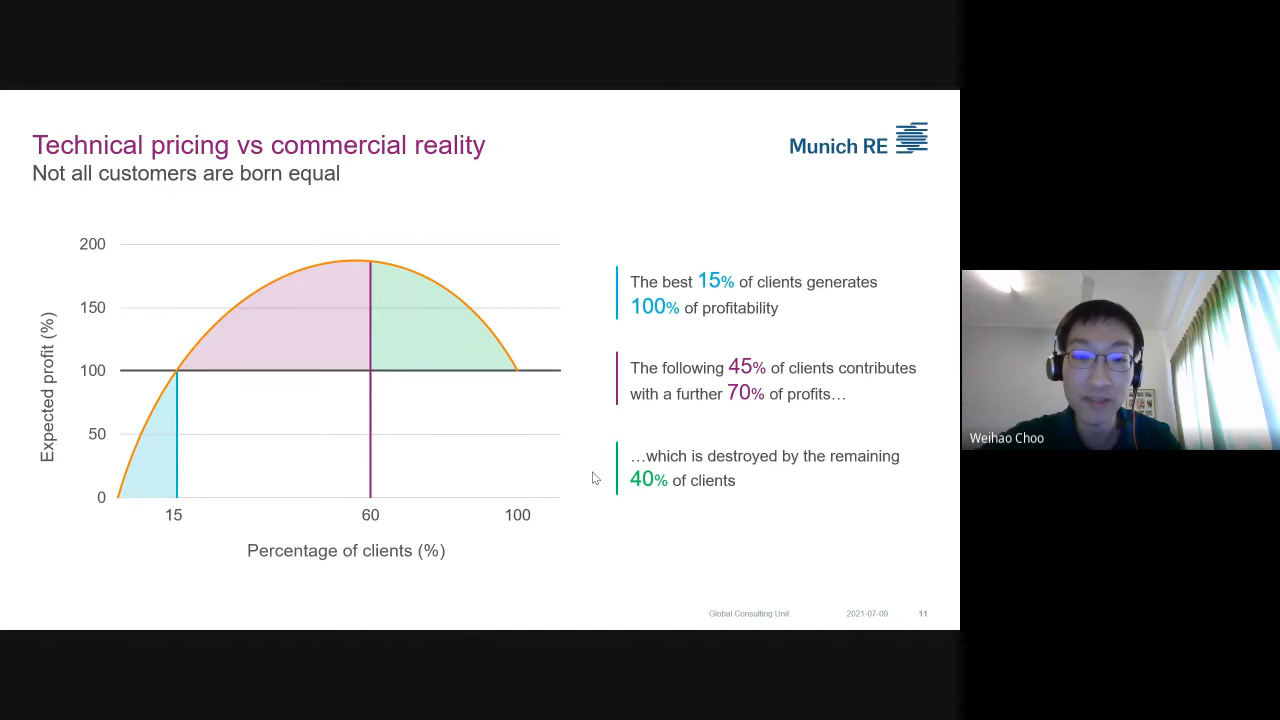 Technical pricing vs commercial reality
Not all customers are born equal
Munich RE
Expected profit (%)
200
150
100
50
0
15
60
100
Percentage of clients (%)
The best 15% of clients generates
100% of profitability
The following 45% of clients contributes
with a further 70% of profits…
…which is destroyed by the remaining
40% of clients
Weihao Choo
Global Consulting Unit
2021-07-09
11